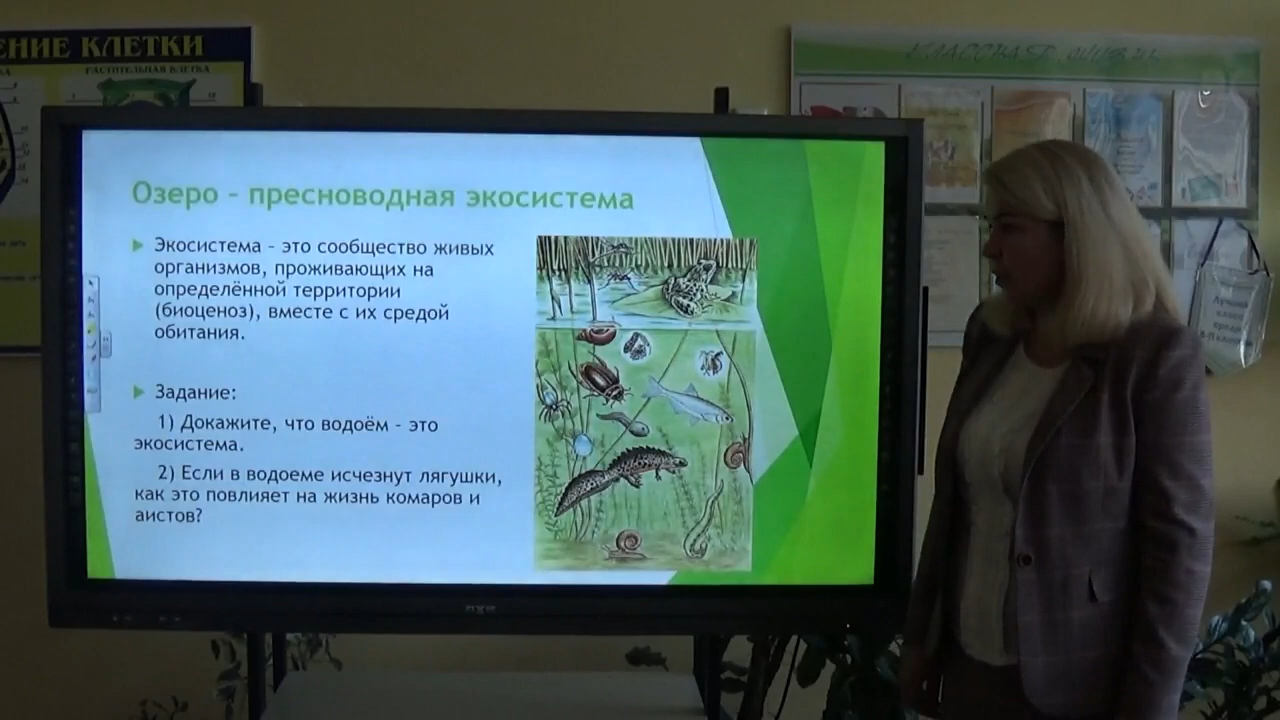 ЕНИЕ КЛЕТКИ
РАСТИТЕЛЬНАЯ КЛЕТКА
Озеро – пресноводная экосистема
Экосистема – это сообщество живых
организмов, проживающих на
определённой территории
(биоценоз), вместе с их средой
обитания.
Задание:
1) Докажите, что водоём – это
экосистема.
2) Если в водоеме исчезнут лягушки,
как это повлияет на жизнь комаров и
аистов?